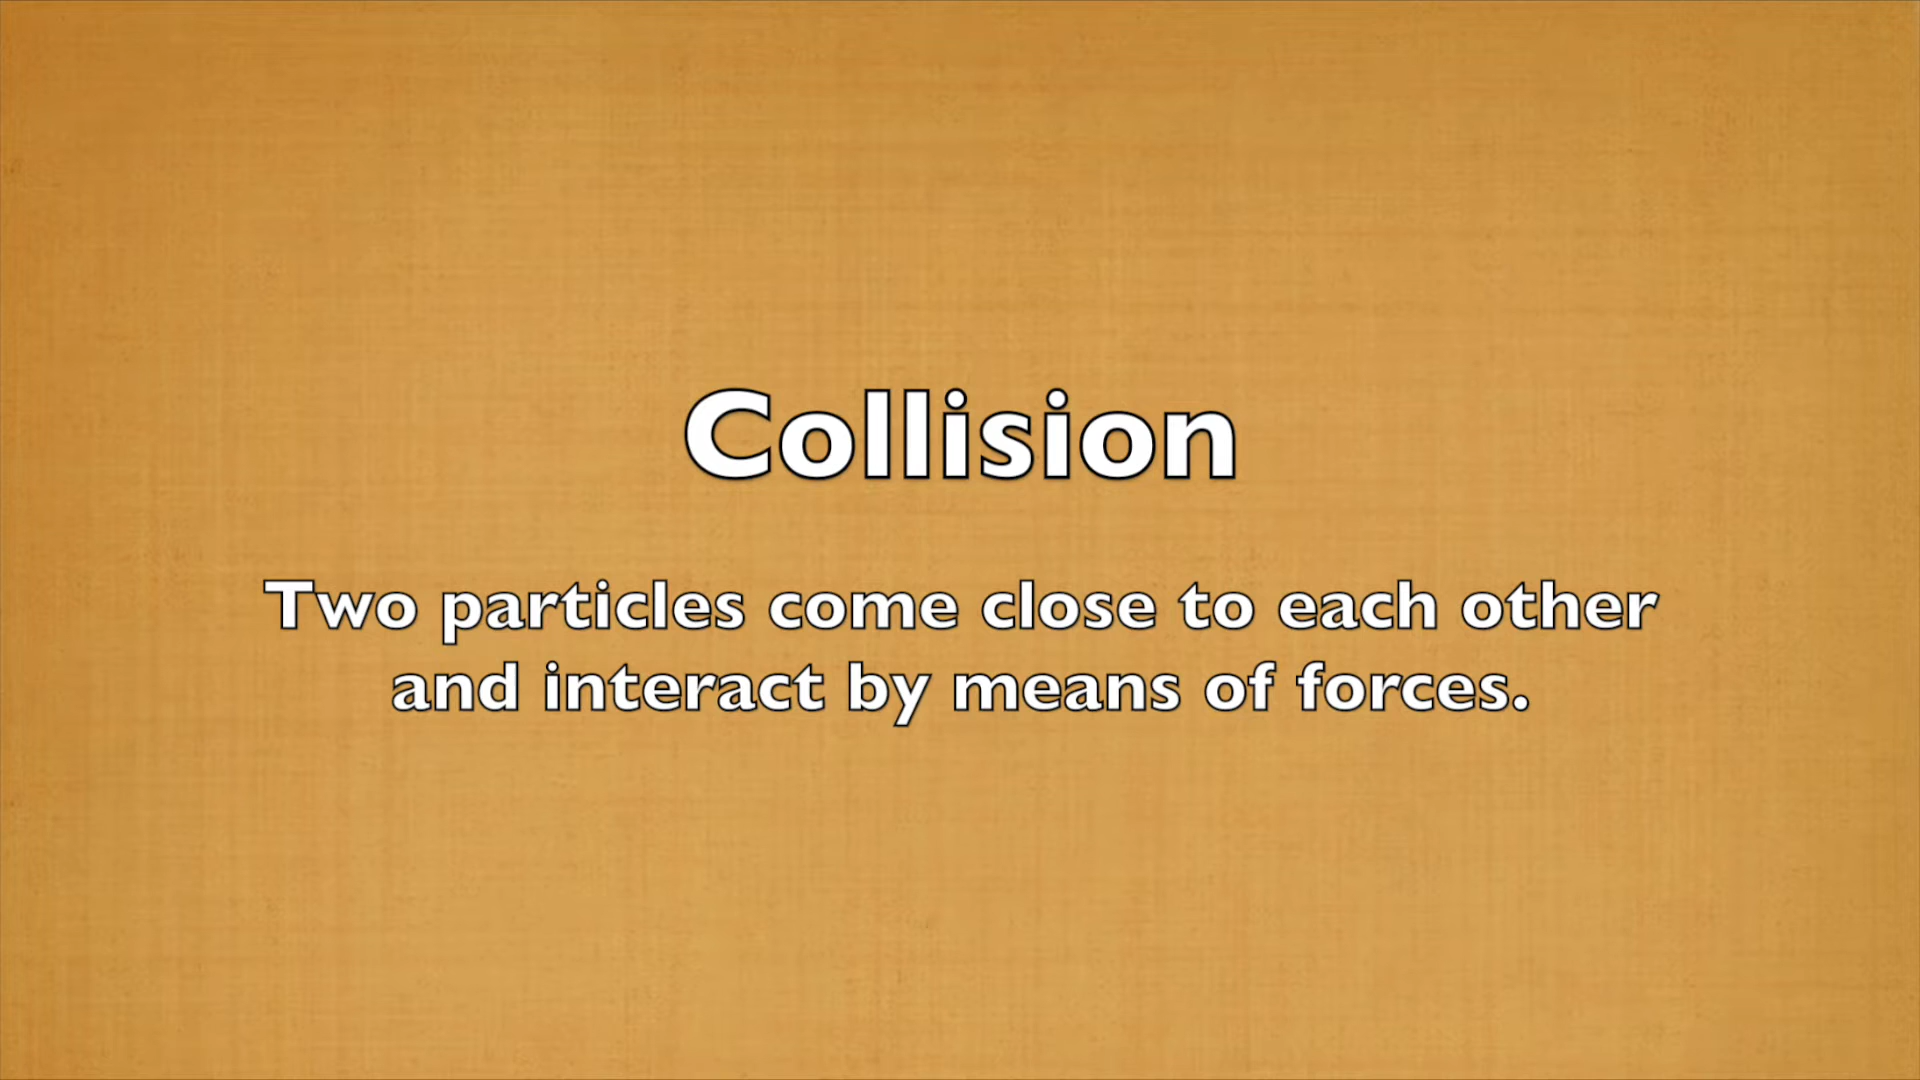 Collision
Two particles come close to each other
and interact by means of forces.